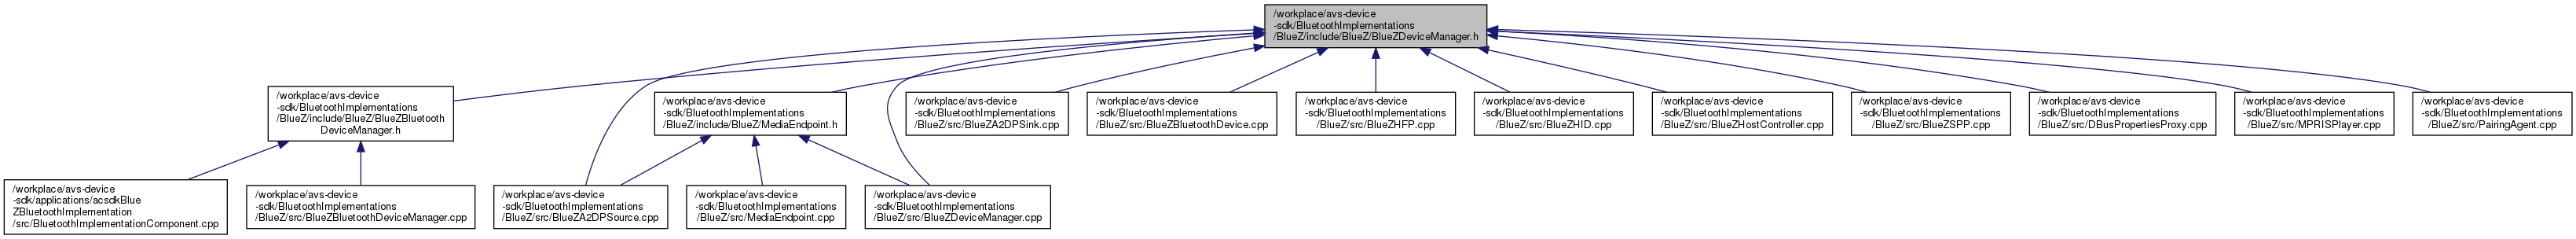 /workplace/avs-device
-sdk/BluetoothImplementations
/BlueZ/include/BlueZ/BlueZDeviceManager.h
/workplace/avs-device
-sdk/BluetoothImplementations
/BlueZ/include/BlueZ/BlueZBluetooth
DeviceManager.h
/workplace/avs-device
-sdk/BluetoothImplementations
/BlueZ/include/BlueZ/MediaEndpoint.h
/workplace/avs-device
-sdk/BluetoothImplementations
/BlueZ/src/BlueZA2DPSink.cpp
/workplace/avs-device
-sdk/BluetoothImplementations
/BlueZ/src/BlueZBluetoothDevice.cpp
/workplace/avs-device
-sdk/BluetoothImplementations
/BlueZ/src/BlueZHFP.cpp
/workplace/avs-device
-sdk/BluetoothImplementations
/BlueZ/src/BlueZHID.cpp
/workplace/avs-device
-sdk/BluetoothImplementations
/BlueZ/src/BlueZHostController.cpp
/workplace/avs-device
-sdk/BluetoothImplementations
/BlueZ/src/BlueZSPP.cpp
/workplace/avs-device
-sdk/BluetoothImplementations
/BlueZ/src/DBusPropertiesProxy.cpp
/workplace/avs-device
-sdk/BluetoothImplementations
/BlueZ/src/MPRISPlayer.cpp
/workplace/avs-device
-sdk/BluetoothImplementations
/BlueZ/src/PairingAgent.cpp
/workplace/avs-device
-sdk/applications/acsdkBlue
ZBluetoothImplementation
/src/BluetoothImplementationComponent.cpp
/workplace/avs-device
-sdk/BluetoothImplementations
/BlueZ/src/BlueZBluetoothDeviceManager.cpp
/workplace/avs-device
-sdk/BluetoothImplementations
/BlueZ/src/BlueZA2DPSource.cpp
/workplace/avs-device
-sdk/BluetoothImplementations
/BlueZ/src/MediaEndpoint.cpp
/workplace/avs-device
-sdk/BluetoothImplementations
/BlueZ/src/BlueZDeviceManager.cpp